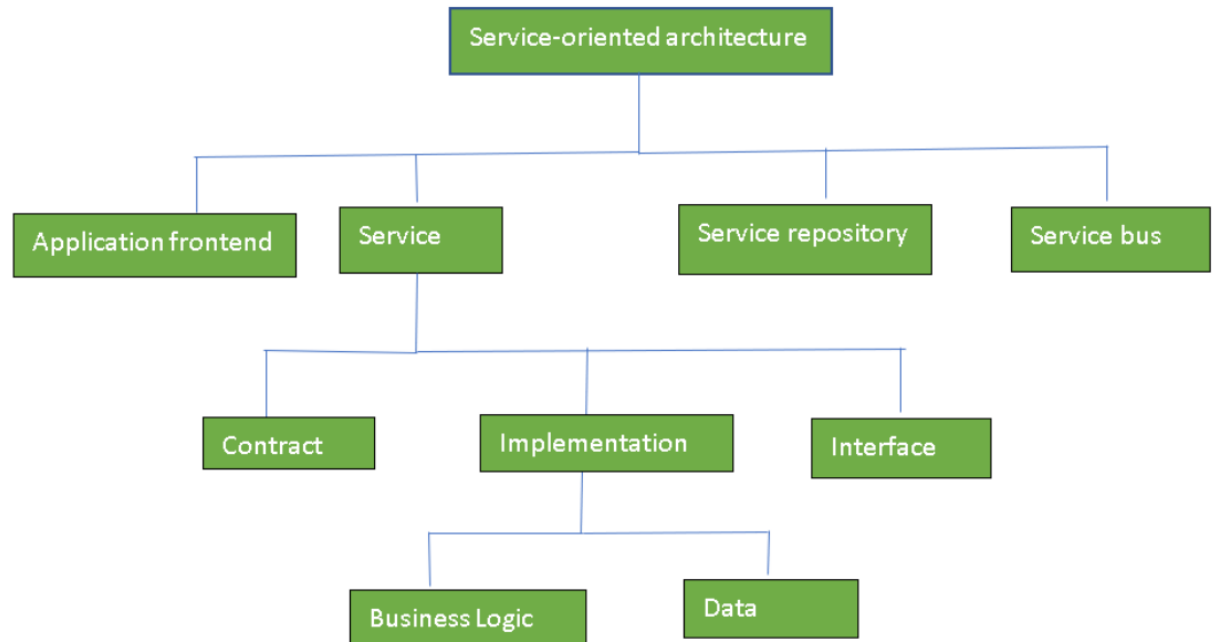 Service-oriented architecture
Application frontend
Service
Service repository
Service bus
Contract
Implementation
Interface
Business Logic
Data